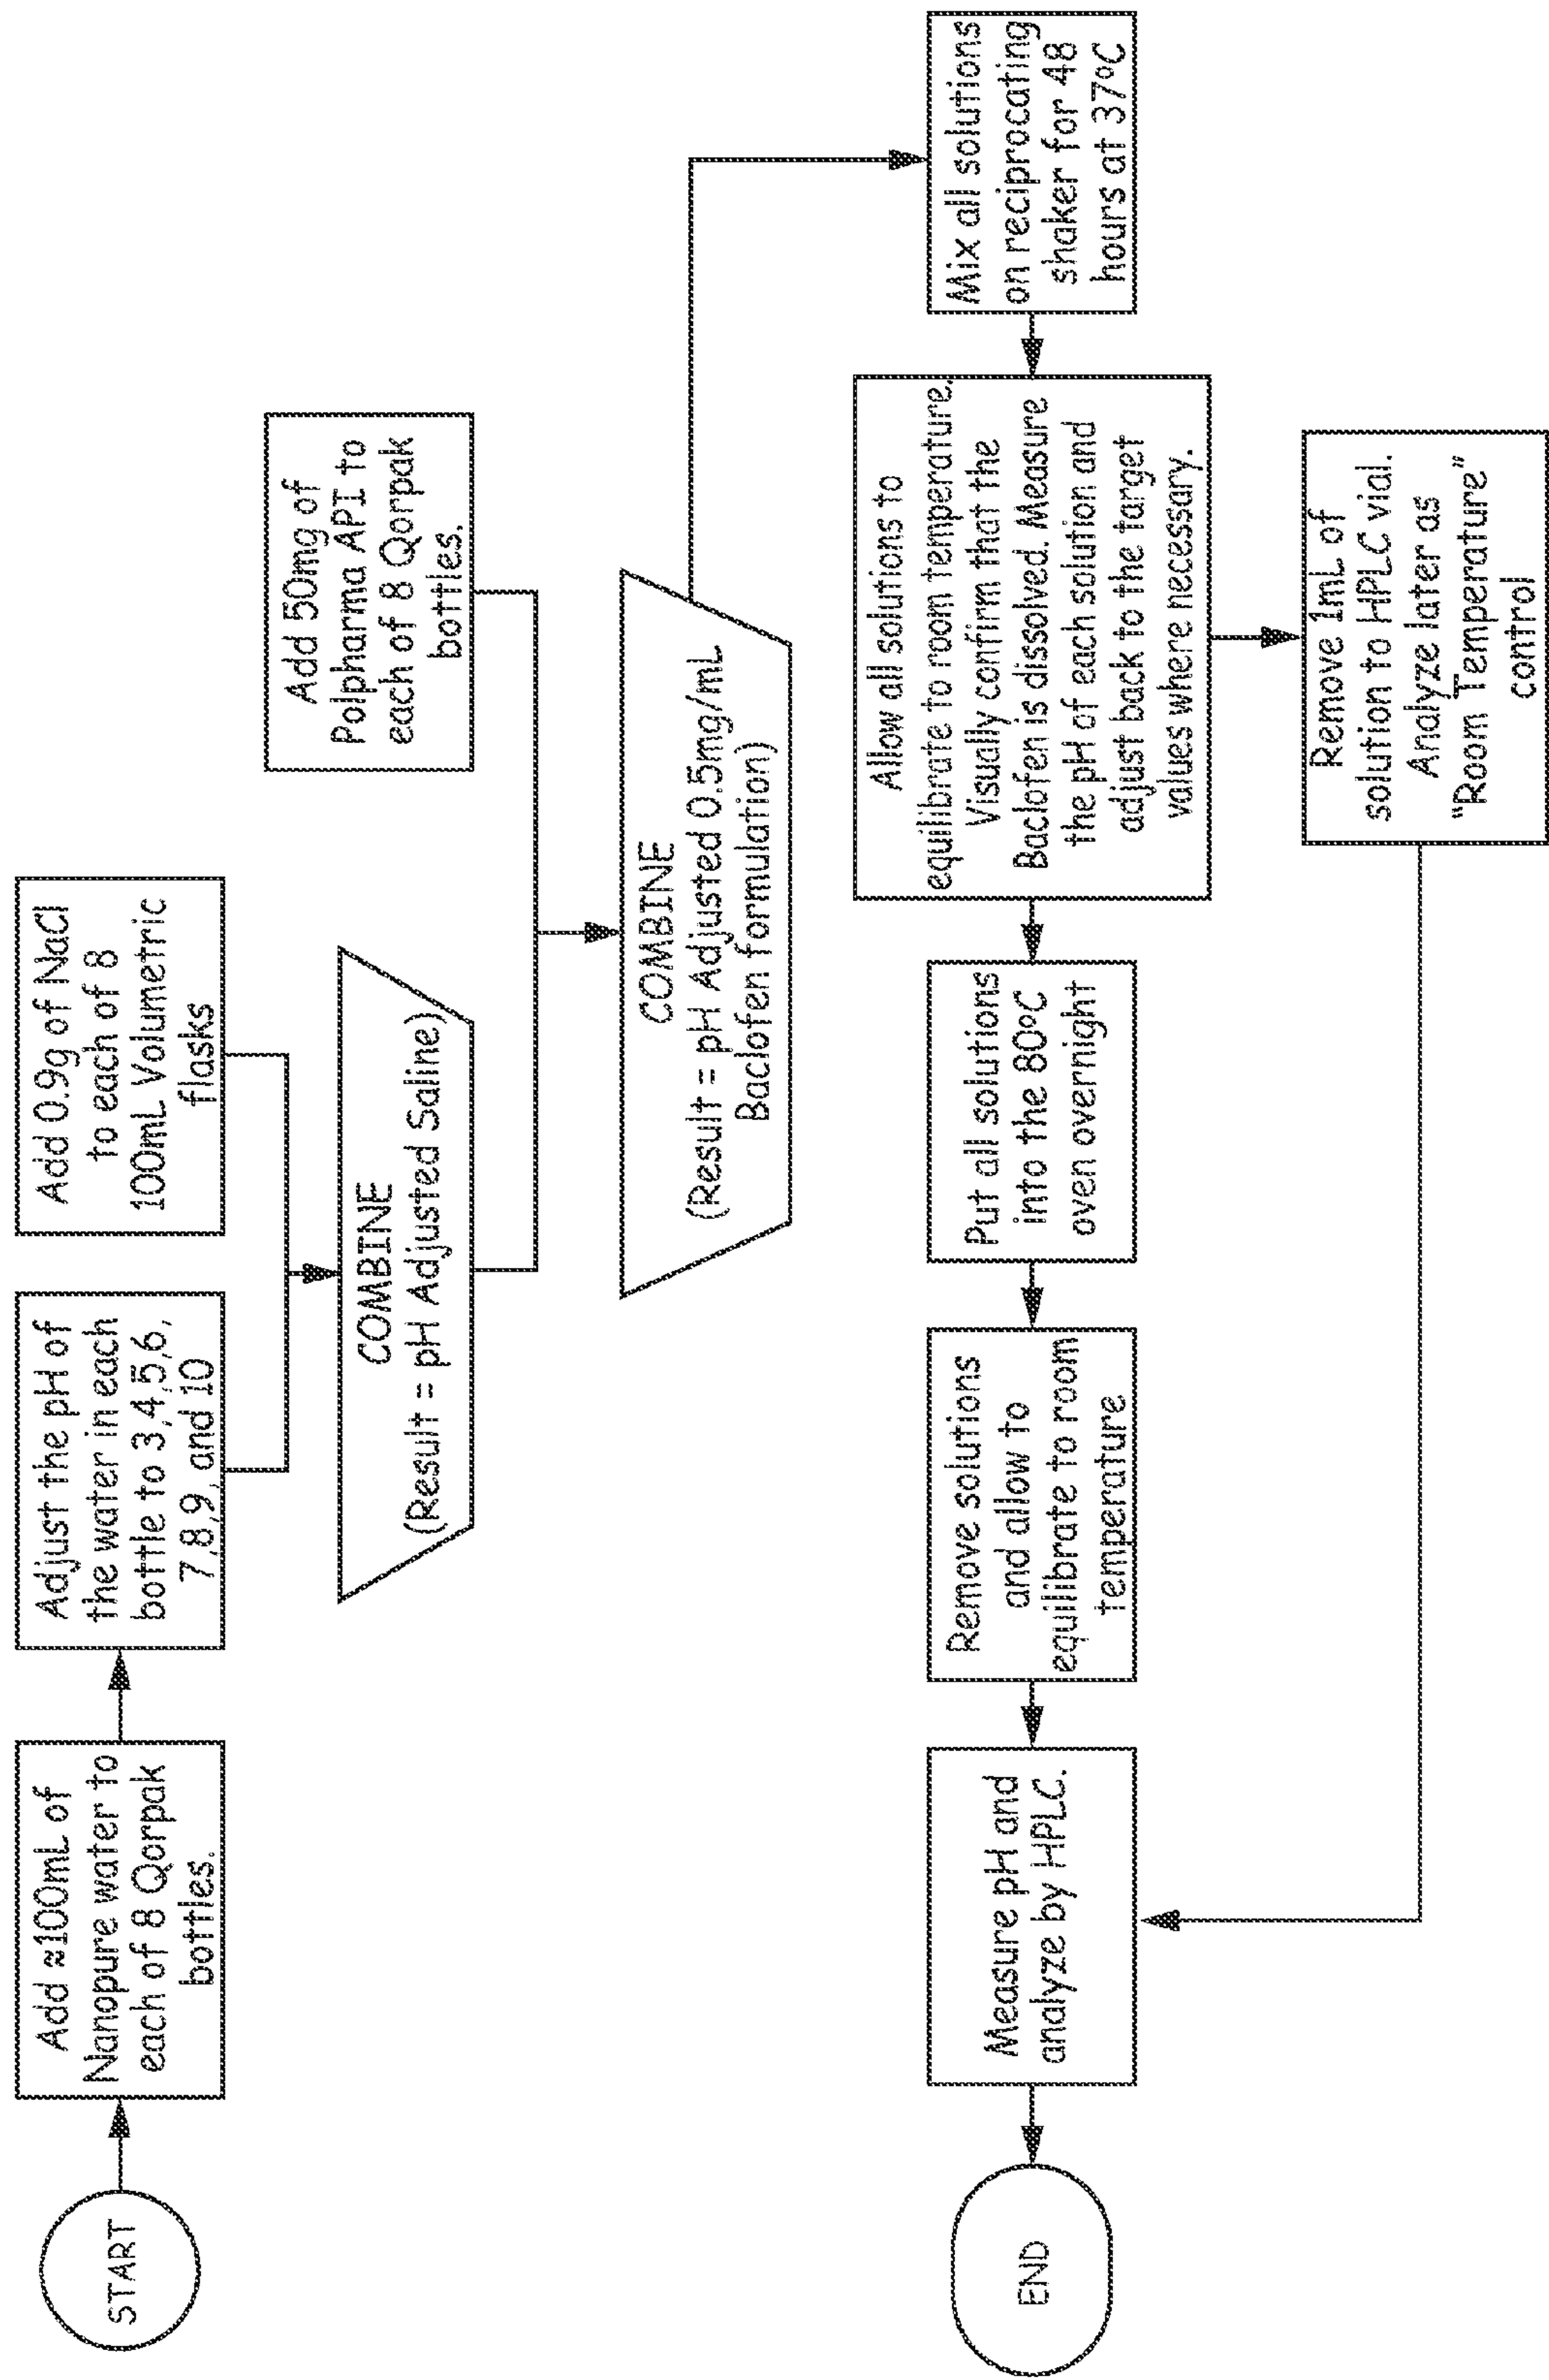 START
Add ≈100mL of
Nanopure water to
each of 8 Qorpak
bottles.
Adjust the pH of
the water in each
bottle to 3,4,5,6,
7,8,9, and 10
Add 0.9g of NaCl
to each of 8
100mL Volumetric
flasks
COMBINE
(Result = pH Adjusted Saline)
Add 50mg of
Polpharma API to
each of 8 Qorpak
bottles.
COMBINE
(Result = pH Adjusted 0.5mg/mL
Baclofen formulation)
Mix all solutions
on reciprocating
shaker for 48
hours at 37ºC
Allow all solutions to
equilibrate to room temperature.
Visually confirm that the
Baclofen is dissolved. Measure
the pH of each solution and
adjust back to the target
values where necessary.
Remove 1mL of
solution to HPLC vial.
Analyze later as
"Room Temperature"
control
Put all solutions
into the 80ºC
oven overnight
Remove solutions
and allow to
equilibrate to room
temperature
Measure pH and
analyze by HPLC.
END